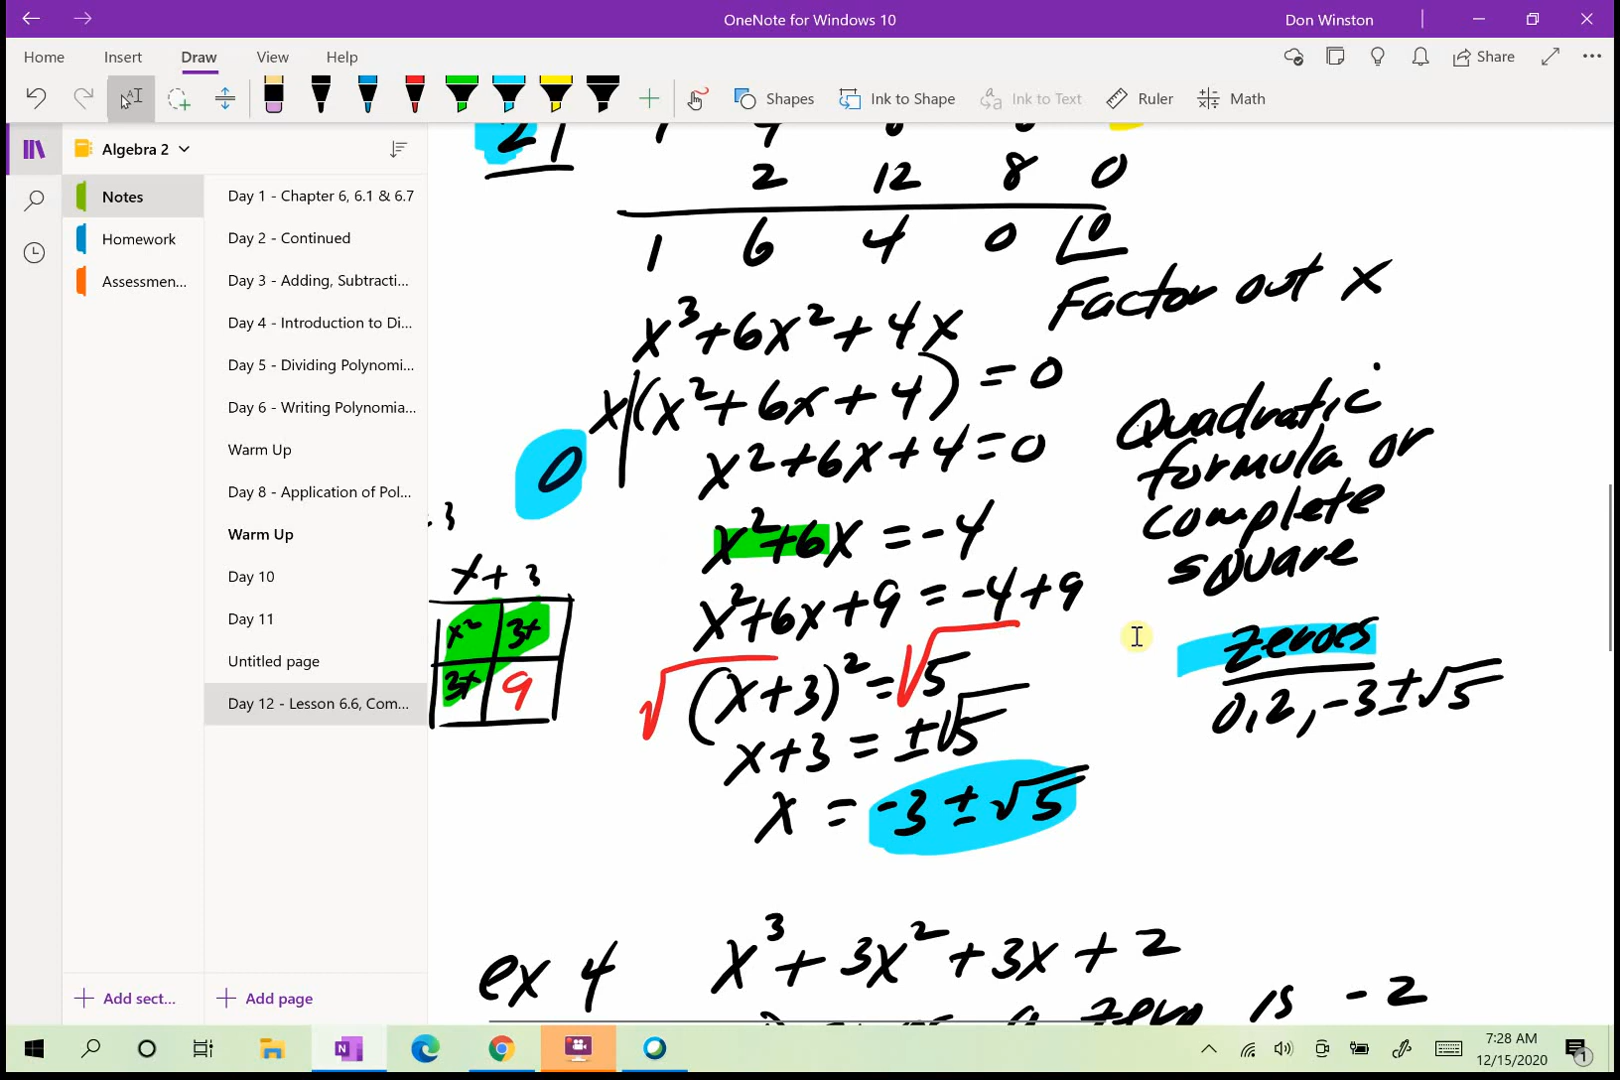 OneNote for Windows 10
Don Winston
Home Insert Draw View Help
Share
Shapes Ink to Shape Ink to Text Ruler Math
Algebra 2
Notes
Homework
Assessmen...
Day 1 - Chapter 6, 6.1 & 6.7
Day 2 - Continued
Day 3 - Adding, Subtracti...
Day 4 - Introduction to Di...
Day 5 - Dividing Polynomi...
Day 6 - Writing Polynomia...
Warm Up
Day 8 - Application of Pol...
Warm Up
Day 10
Day 11
Untitled page
Day 12 - Lesson 6.6, Com...
Add sect...
Add page
2 12 8 0
1 6 4 0 0
Factor out x
x³+6x²+4x
x(x²+6x+4) = 0
0
x²+6x+4=0
Quadratic
formula or
complete
square
x²+6x = -4
x²+6x+9 = -4+9
(x+3)² = √5
x+3 = ±√5
x = -3 ± √5
x + 3
x² 3x
3x 9
zeroes
0, 2, -3±√5
ex 4 x³ + 3x² + 3x + 2
zero is -2
7:28 AM
12/15/2020
1